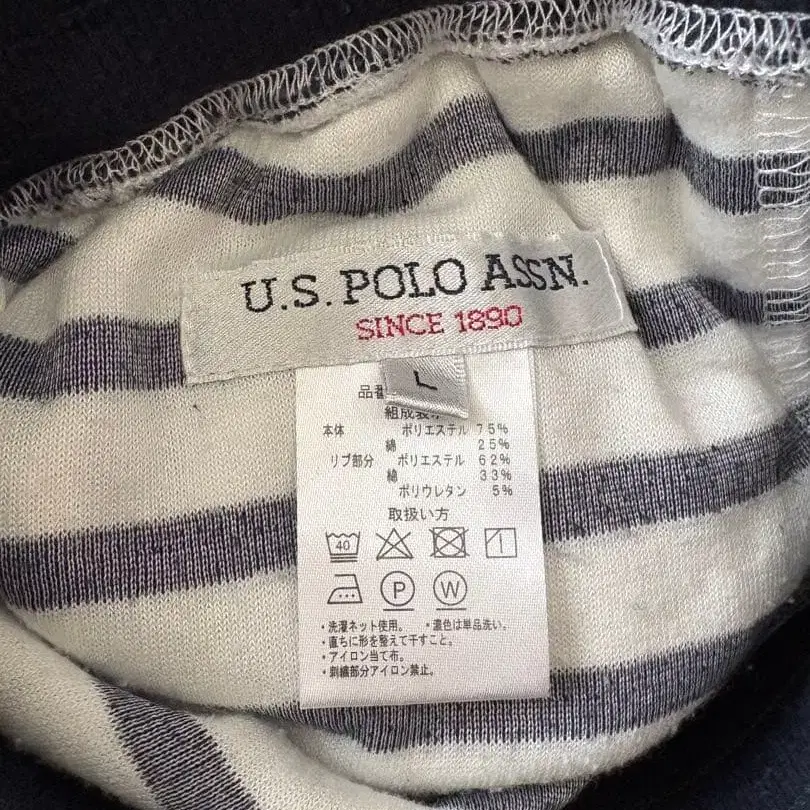 U.S. POLO ASSN.
SINCE 1890
L
品番
組成表示
本体 ポリエステル 75%
綿 25%
リブ部分 ポリエステル 62%
綿 33%
ポリウレタン 5%
取扱い方
40
P W
・洗濯ネット使用。 ・濃色は単品洗い。
・直ちに形を整えて干すこと。
・アイロン当て布。
・刺繍部分アイロン禁止。